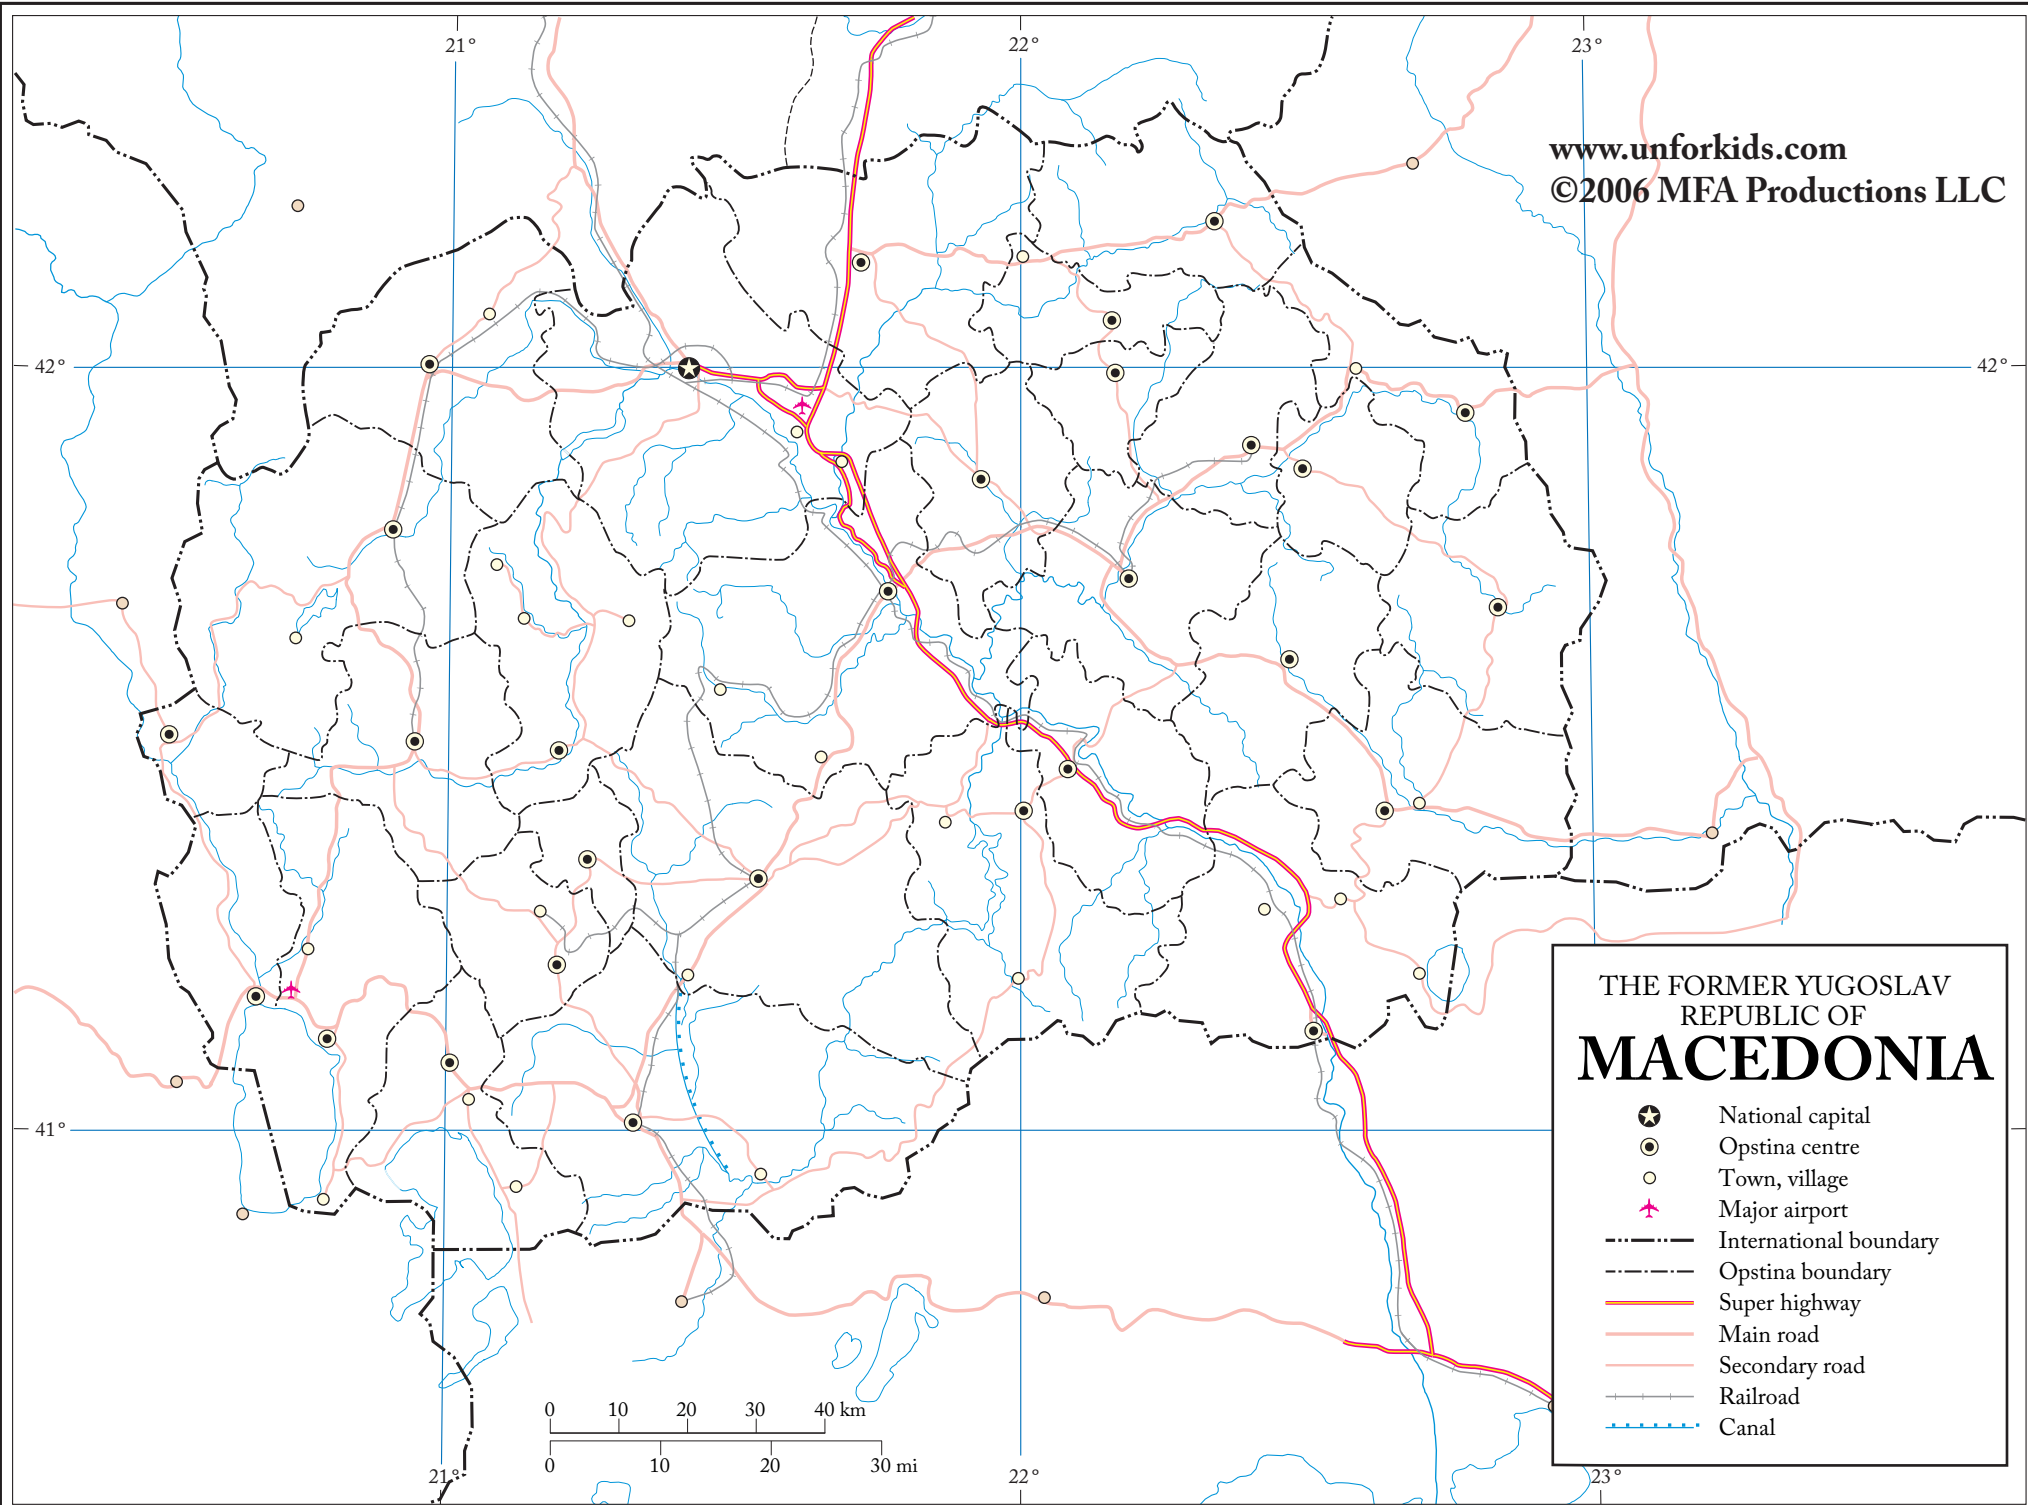 21°
22°
23°
www.unforkids.com
©2006 MFA Productions LLC
42°
42°
41°
THE FORMER YUGOSLAV
REPUBLIC OF
MACEDONIA
National capital
Opstina centre
Town, village
Major airport
International boundary
Opstina boundary
Super highway
Main road
Secondary road
Railroad
Canal
0 10 20 30 40 km
0 10 20 30 mi
21°
22°
23°